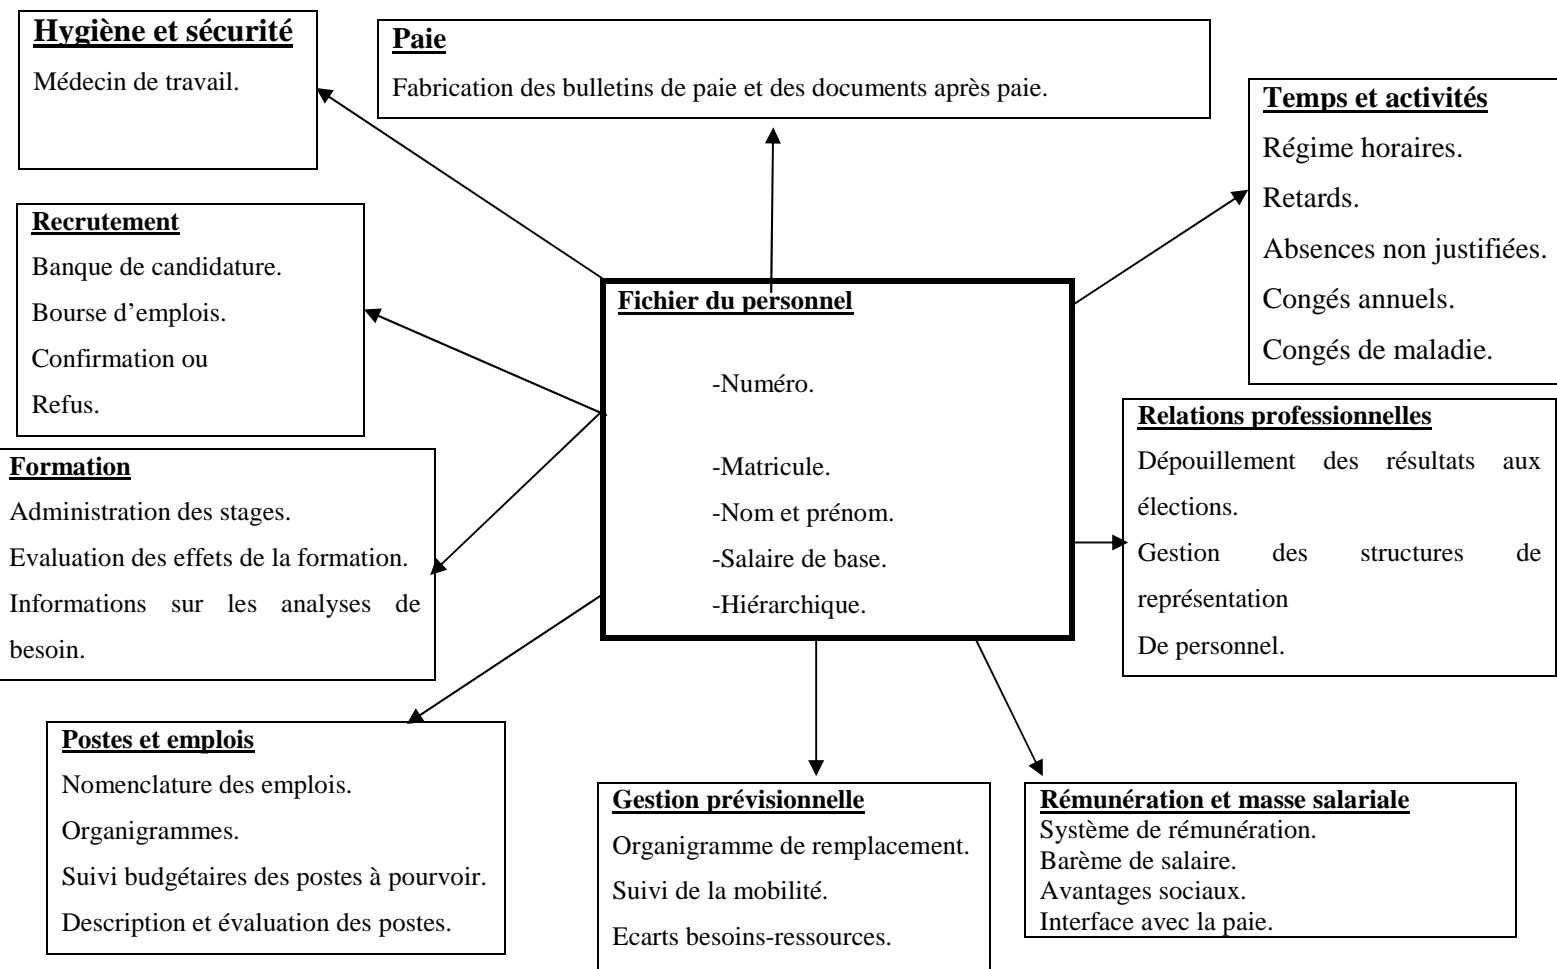 Hygiène et sécurité
Médecin de travail.
Paie
Fabrication des bulletins de paie et des documents après paie.
Temps et activités
Régime horaires.
Retards.
Absences non justifiées.
Congés annuels.
Congés de maladie.
Recrutement
Banque de candidature.
Bourse d’emplois.
Confirmation ou
Refus.
Fichier du personnel
-Numéro.
-Matricule.
-Nom et prénom.
-Salaire de base.
-Hiérarchique.
Relations professionnelles
Dépouillement des résultats aux
élections.
Gestion des structures de
représentation
De personnel.
Formation
Administration des stages.
Evaluation des effets de la formation.
Informations sur les analyses de
besoin.
Postes et emplois
Nomenclature des emplois.
Organigrammes.
Suivi budgétaires des postes à pourvoir.
Description et évaluation des postes.
Gestion prévisionnelle
Organigramme de remplacement.
Suivi de la mobilité.
Ecarts besoins-ressources.
Rémunération et masse salariale
Système de rémunération.
Barème de salaire.
Avantages sociaux.
Interface avec la paie.